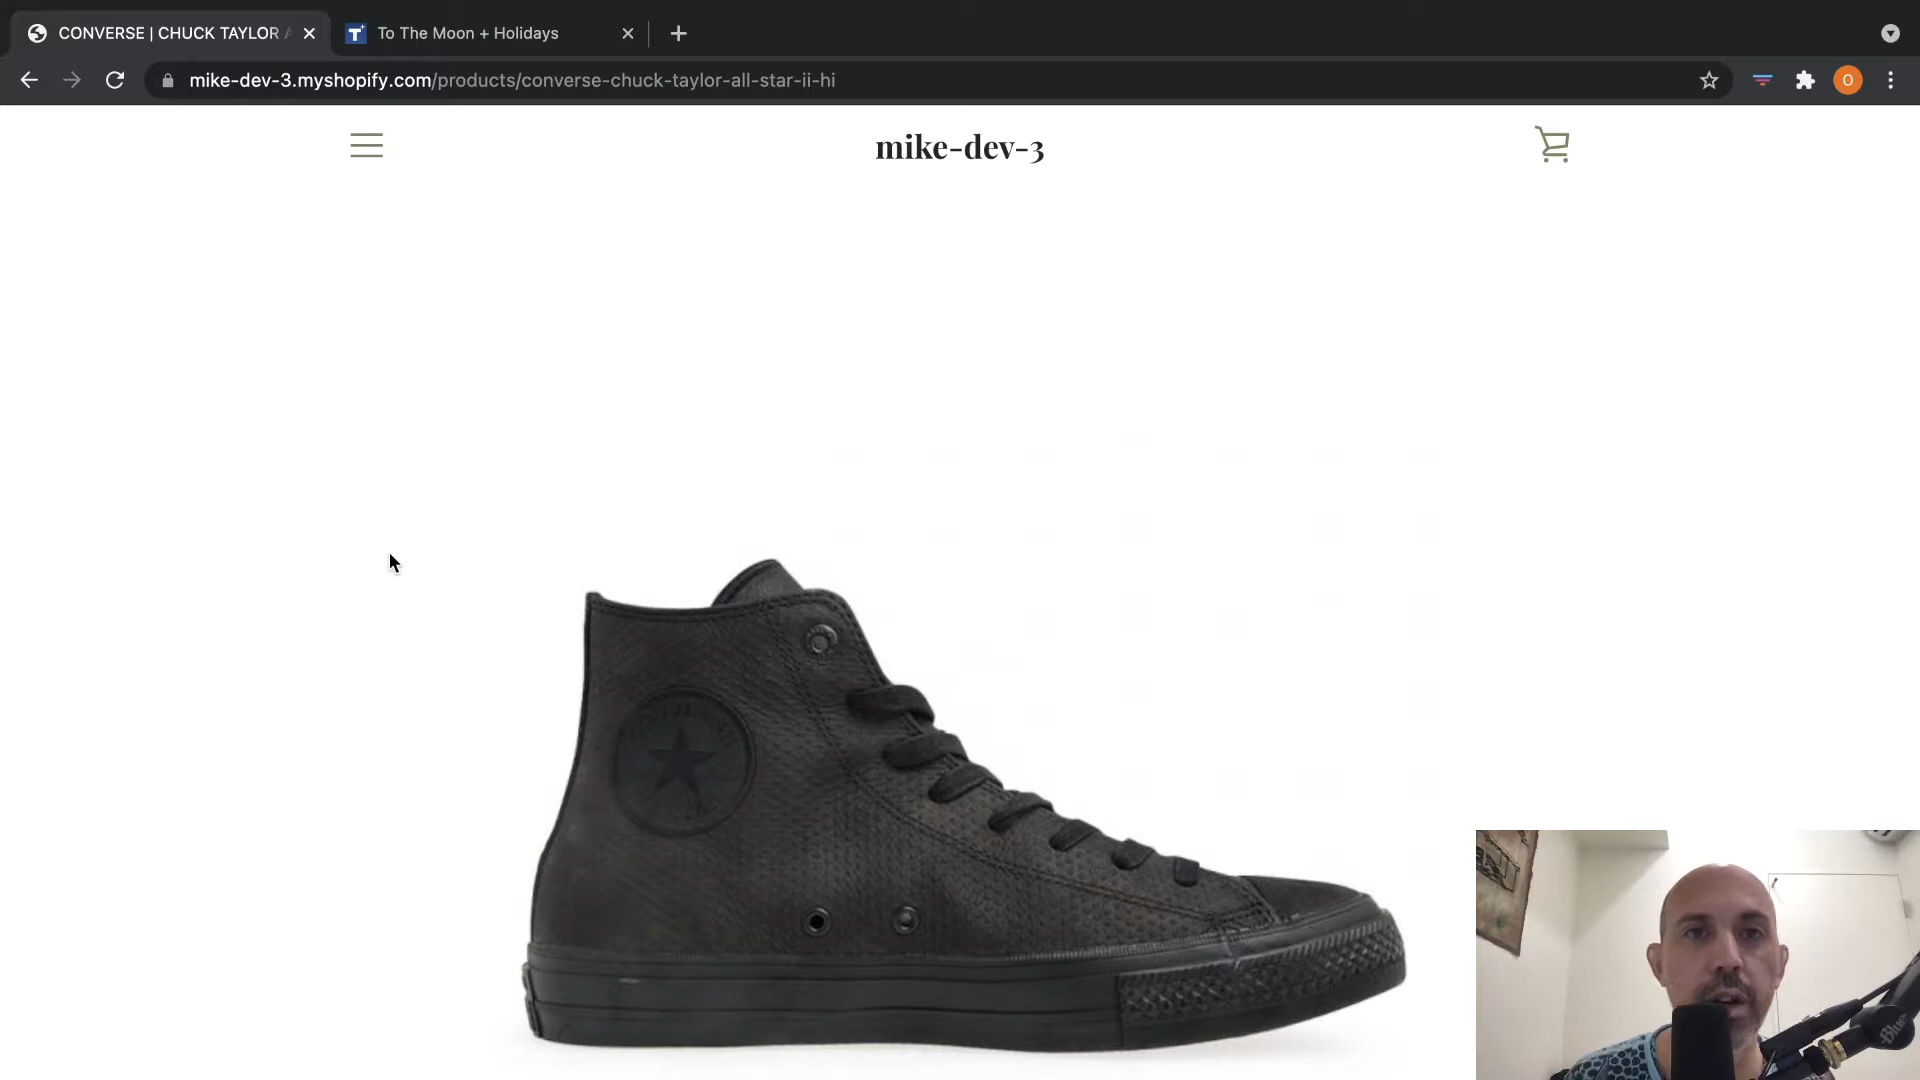 CONVERSE | CHUCK TAYLOR A
To The Moon + Holidays
mike-dev-3.myshopify.com/products/converse-chuck-taylor-all-star-ii-hi
O
mike-dev-3
Blue